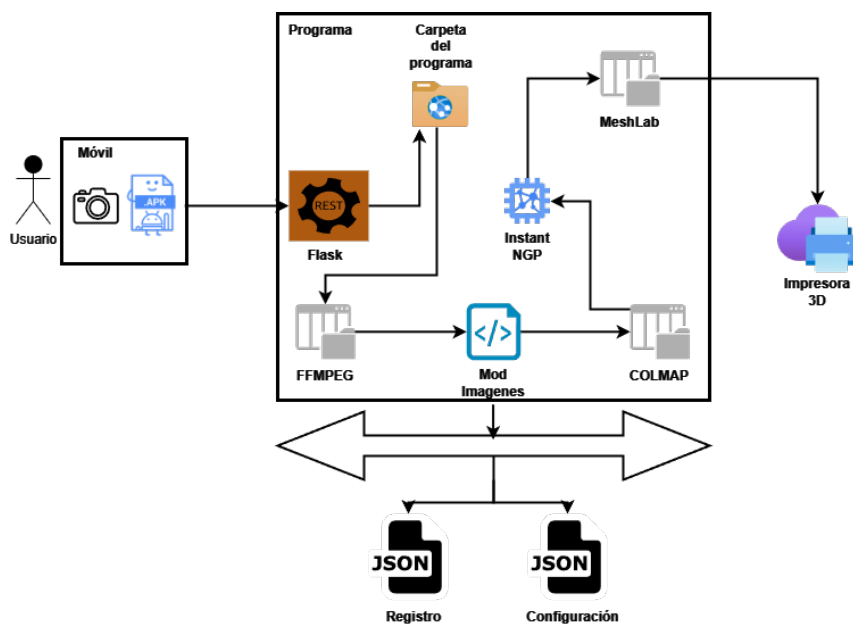 Programa
Carpeta
del
programa
MeshLab
Móvil
.APK
Usuario
REST
Flask
Instant
NGP
Impresora
3D
FFMPEG
</>
Mod
Imagenes
COLMAP
JSON
JSON
Registro
Configuración